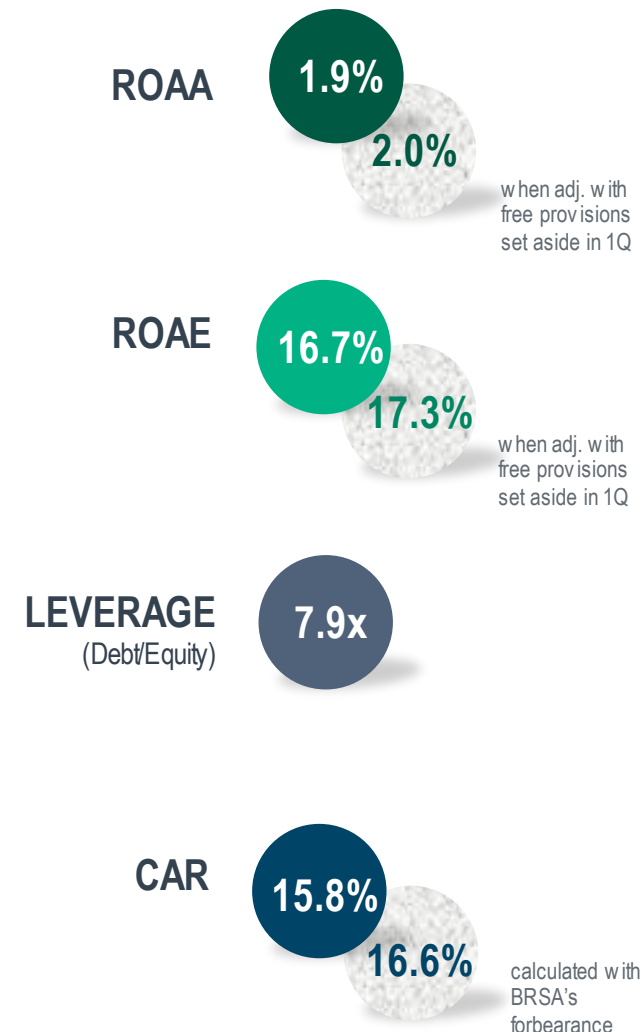 ROAA
1.9%
2.0%
when adj. with
free provisions
set aside in 1Q
ROAE
16.7%
17.3%
when adj. with
free provisions
set aside in 1Q
LEVERAGE
(Debt/Equity)
7.9x
CAR
15.8%
16.6%
calculated with
BRSA's
forbearance